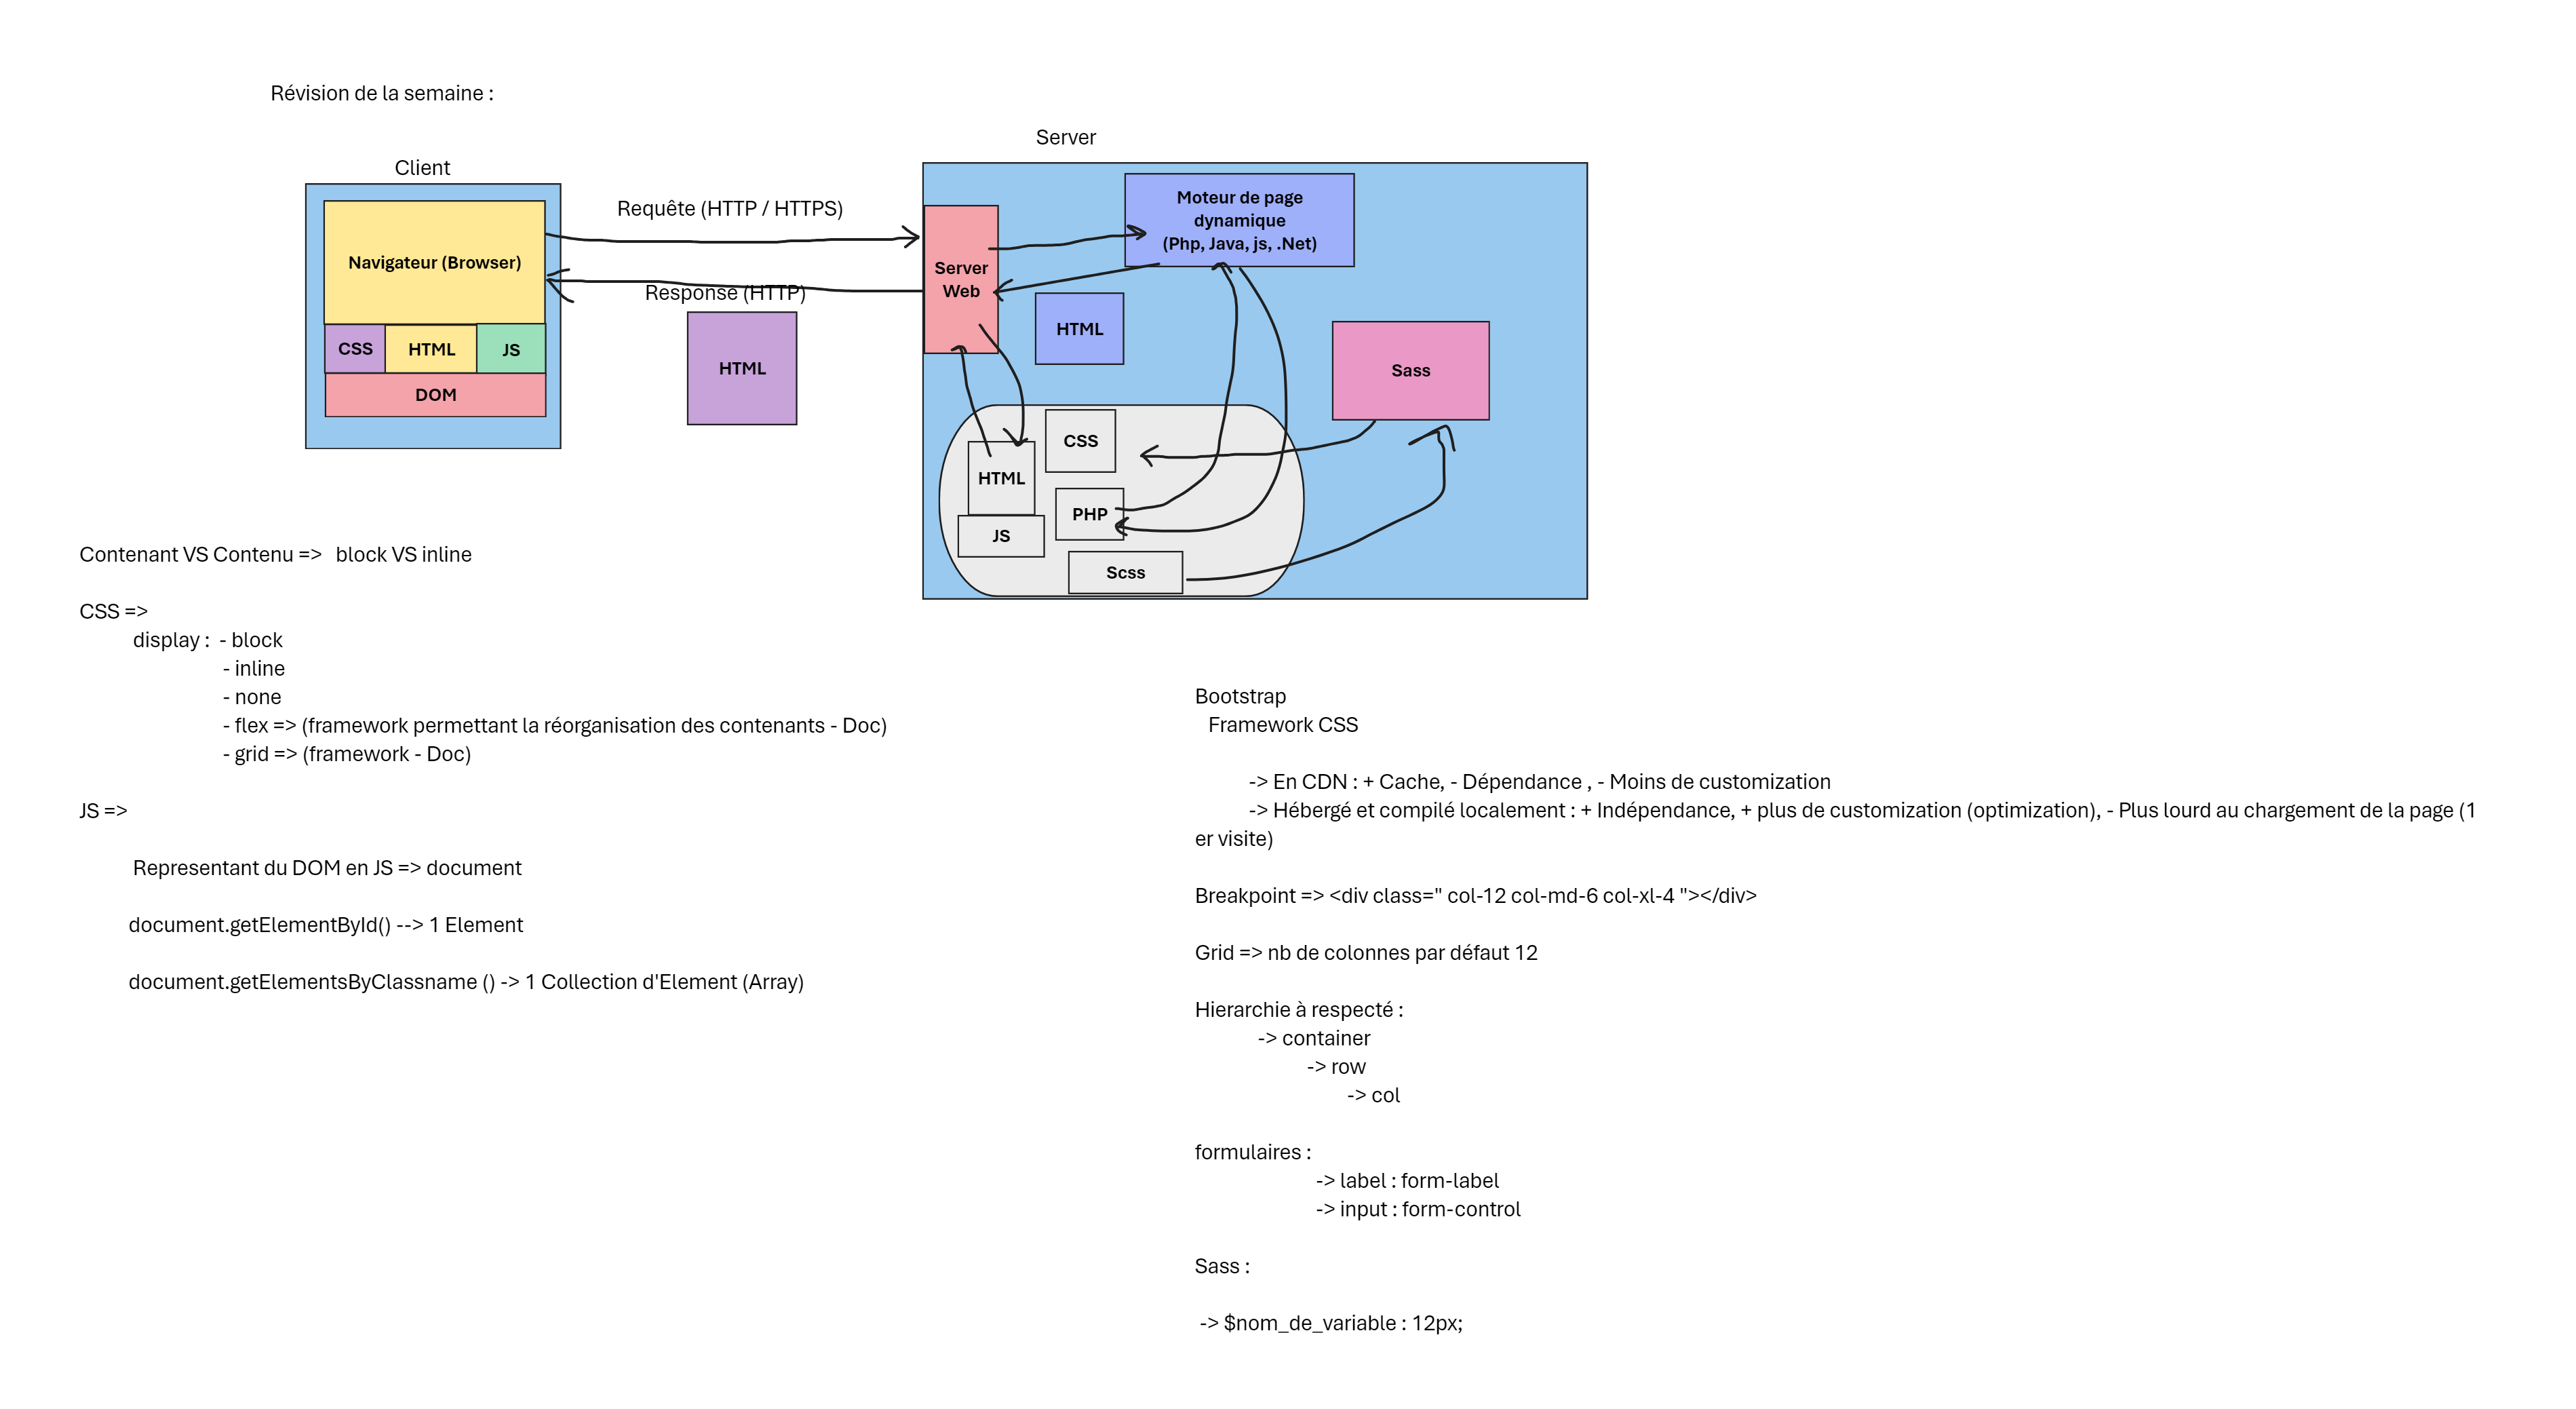 Révision de la semaine :
Server
Client
Requête (HTTP / HTTPS)
Moteur de page
dynamique
(Php, Java, js, .Net)
Navigateur (Browser)
Server
Web
Response (HTTP)
HTML
CSS
HTML
JS
HTML
Sass
DOM
CSS
HTML
PHP
JS
Scss
Contenant VS Contenu => block VS inline
CSS =>
display : - block
- inline
- none
- flex => (framework permettant la réorganisation des contenants - Doc)
- grid => (framework - Doc)
JS =>
Representant du DOM en JS => document
document.getElementById() --> 1 Element
document.getElementsByClassname () -> 1 Collection d'Element (Array)
Bootstrap
Framework CSS
-> En CDN : + Cache, - Dépendance , - Moins de customization
-> Hébergé et compilé localement : + Indépendance, + plus de customization (optimization), - Plus lourd au chargement de la page (1
er visite)
Breakpoint => <div class=" col-12 col-md-6 col-xl-4 "></div>
Grid => nb de colonnes par défaut 12
Hierarchie à respecté :
-> container
-> row
-> col
formulaires :
-> label : form-label
-> input : form-control
Sass :
-> $nom_de_variable : 12px;